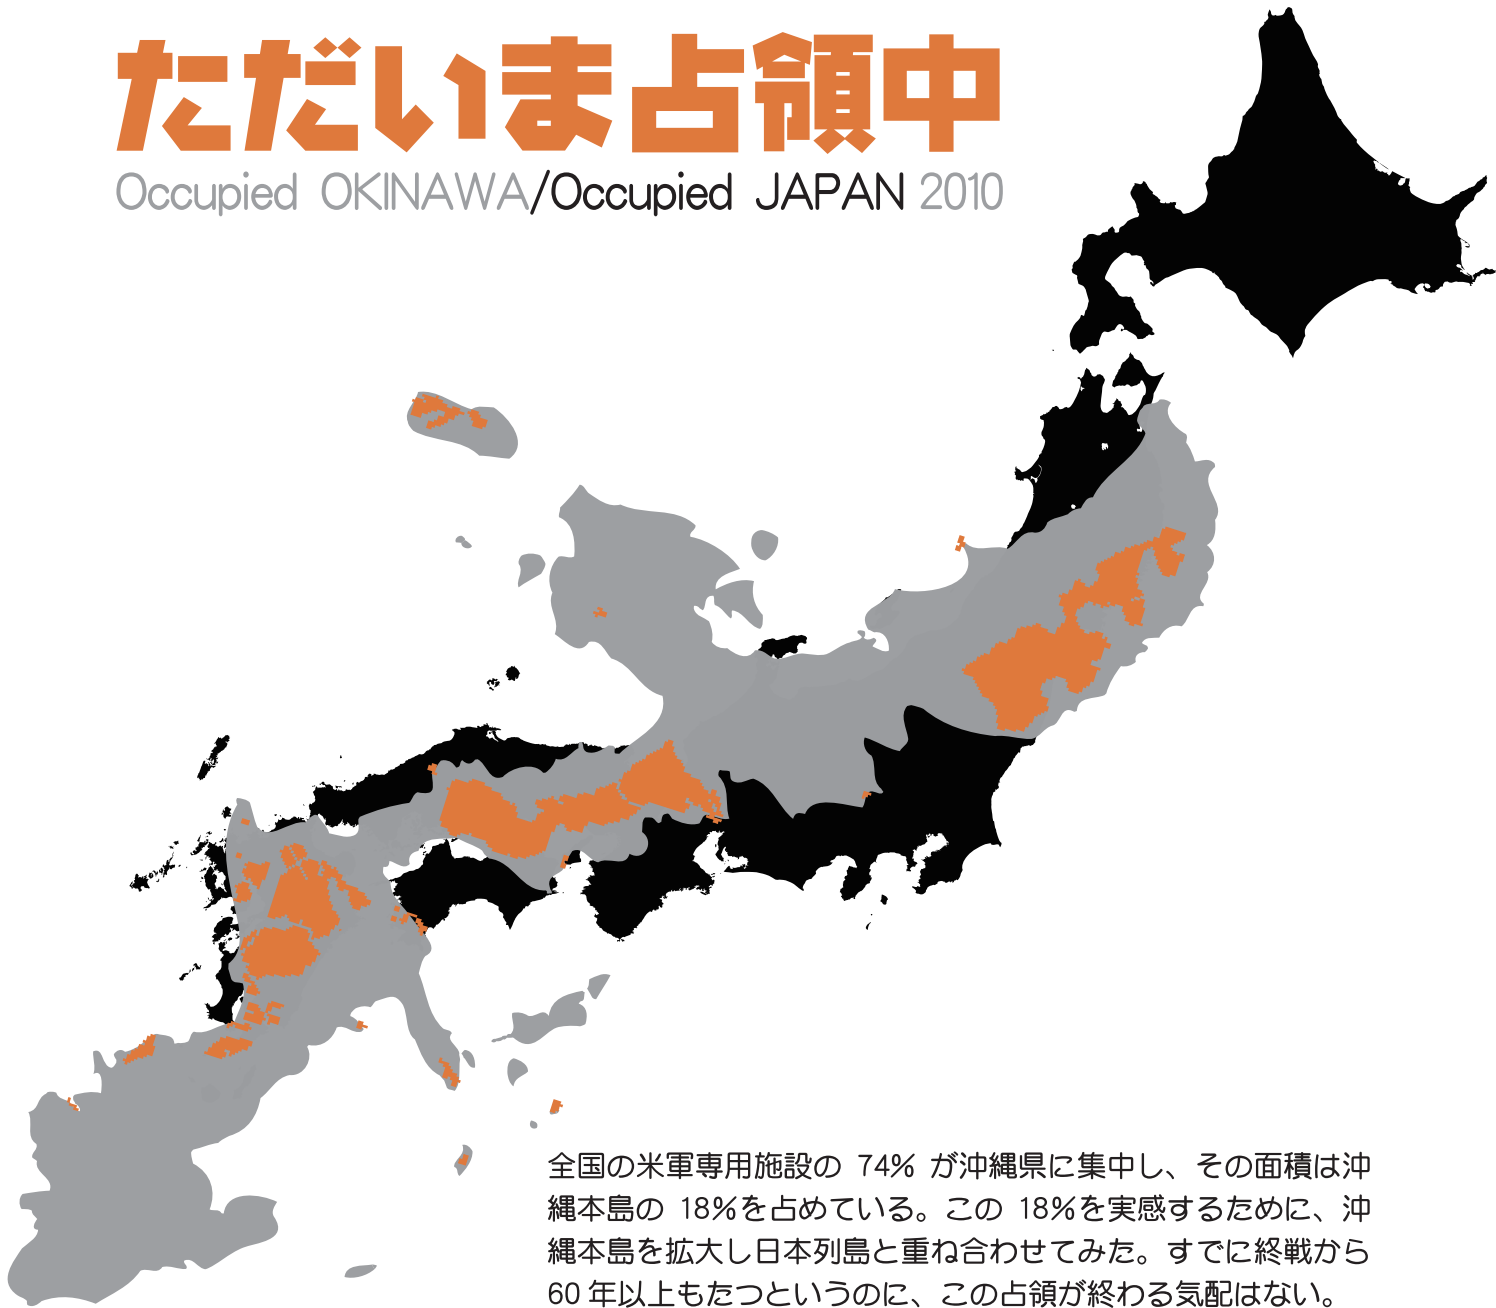 ただいま占領中
Occupied OKINAWA/Occupied JAPAN 2010
全国の米軍専用施設の 74% が沖縄県に集中し、その面積は沖
縄本島の 18%を占めている。この 18%を実感するために、沖
縄本島を拡大し日本列島と重ね合わせてみた。すでに終戦から
60 年以上もたつというのに、この占領が終わる気配はない。